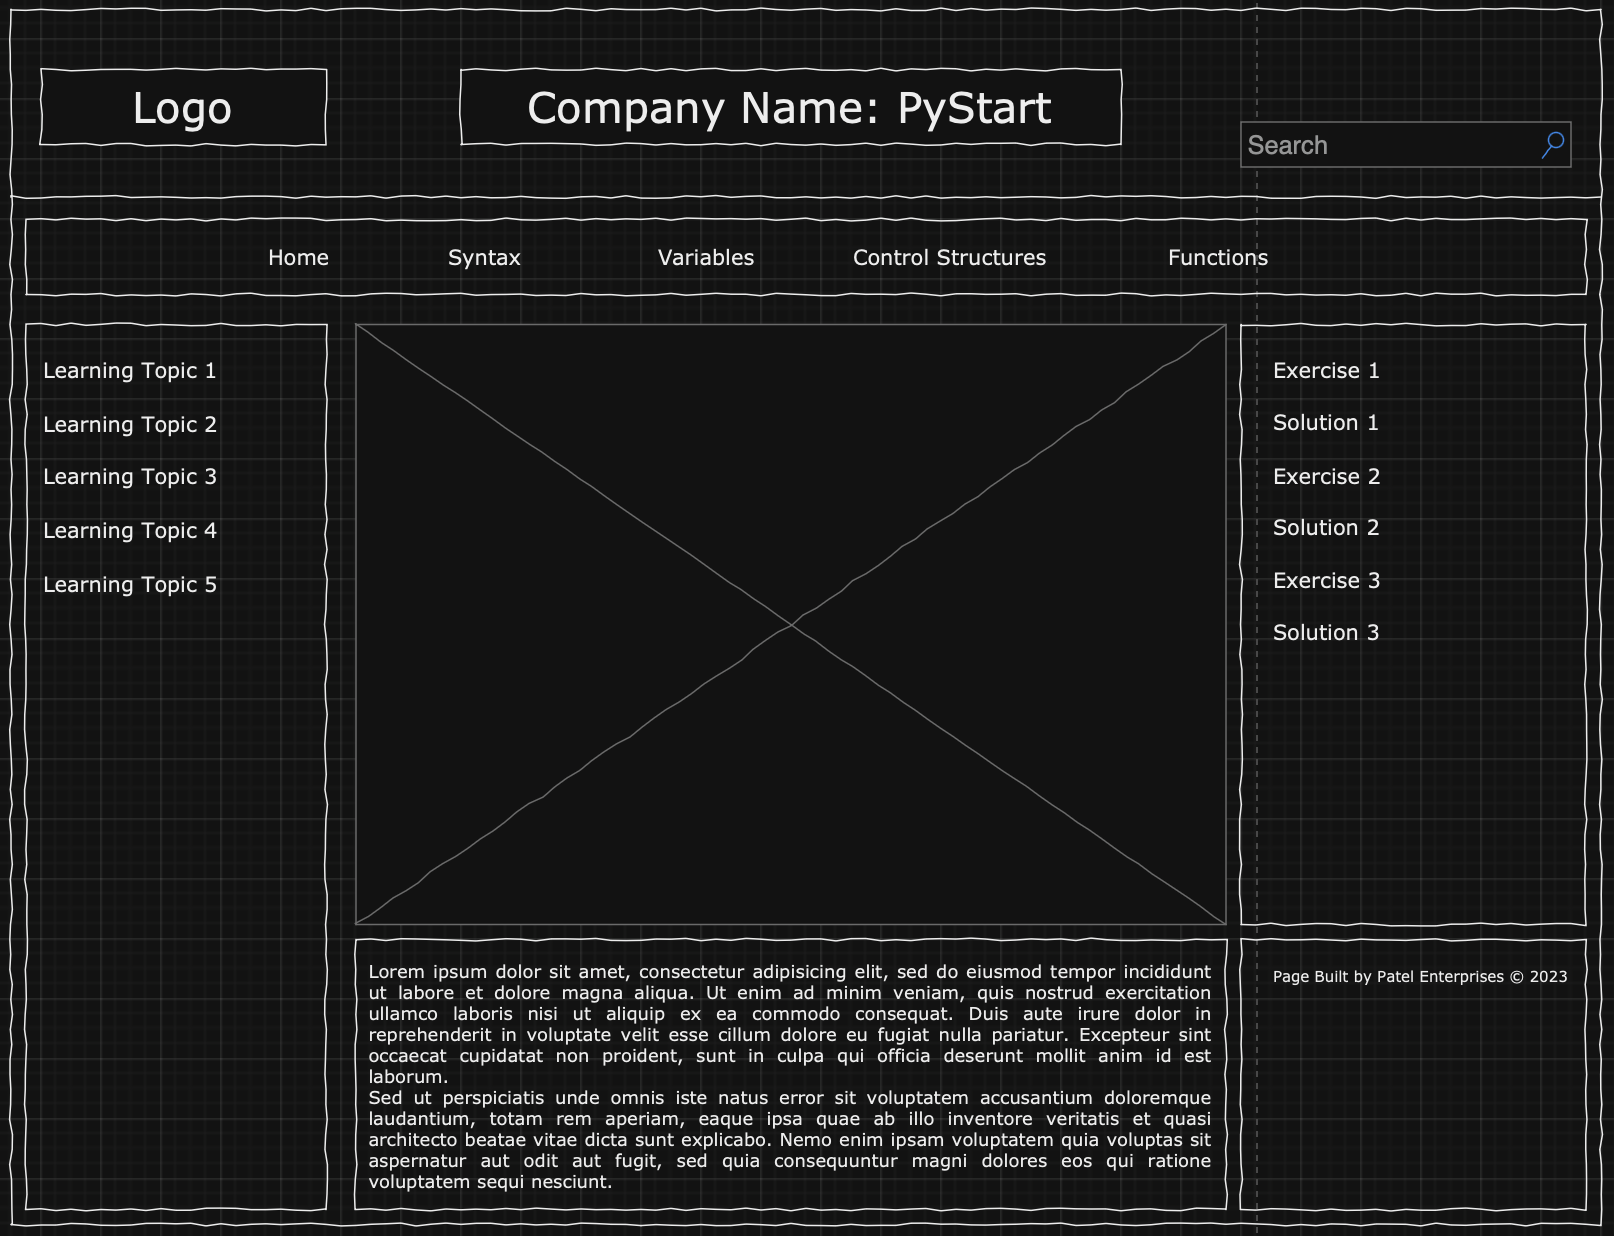 Logo
Company Name: PyStart
Search
Home
Syntax
Variables
Control Structures
Functions
Learning Topic 1
Learning Topic 2
Learning Topic 3
Learning Topic 4
Learning Topic 5
Exercise 1
Solution 1
Exercise 2
Solution 2
Exercise 3
Solution 3
Lorem ipsum dolor sit amet, consectetur adipisicing elit, sed do eiusmod tempor incididunt
ut labore et dolore magna aliqua. Ut enim ad minim veniam, quis nostrud exercitation
ullamco laboris nisi ut aliquip ex ea commodo consequat. Duis aute irure dolor in
reprehenderit in voluptate velit esse cillum dolore eu fugiat nulla pariatur. Excepteur sint
occaecat cupidatat non proident, sunt in culpa qui officia deserunt mollit anim id est
laborum.
Sed ut perspiciatis unde omnis iste natus error sit voluptatem accusantium doloremque
laudantium, totam rem aperiam, eaque ipsa quae ab illo inventore veritatis et quasi
architecto beatae vitae dicta sunt explicabo. Nemo enim ipsam voluptatem quia voluptas sit
aspernatur aut odit aut fugit, sed quia consequuntur magni dolores eos qui ratione
voluptatem sequi nesciunt.
Page Built by Patel Enterprises © 2023